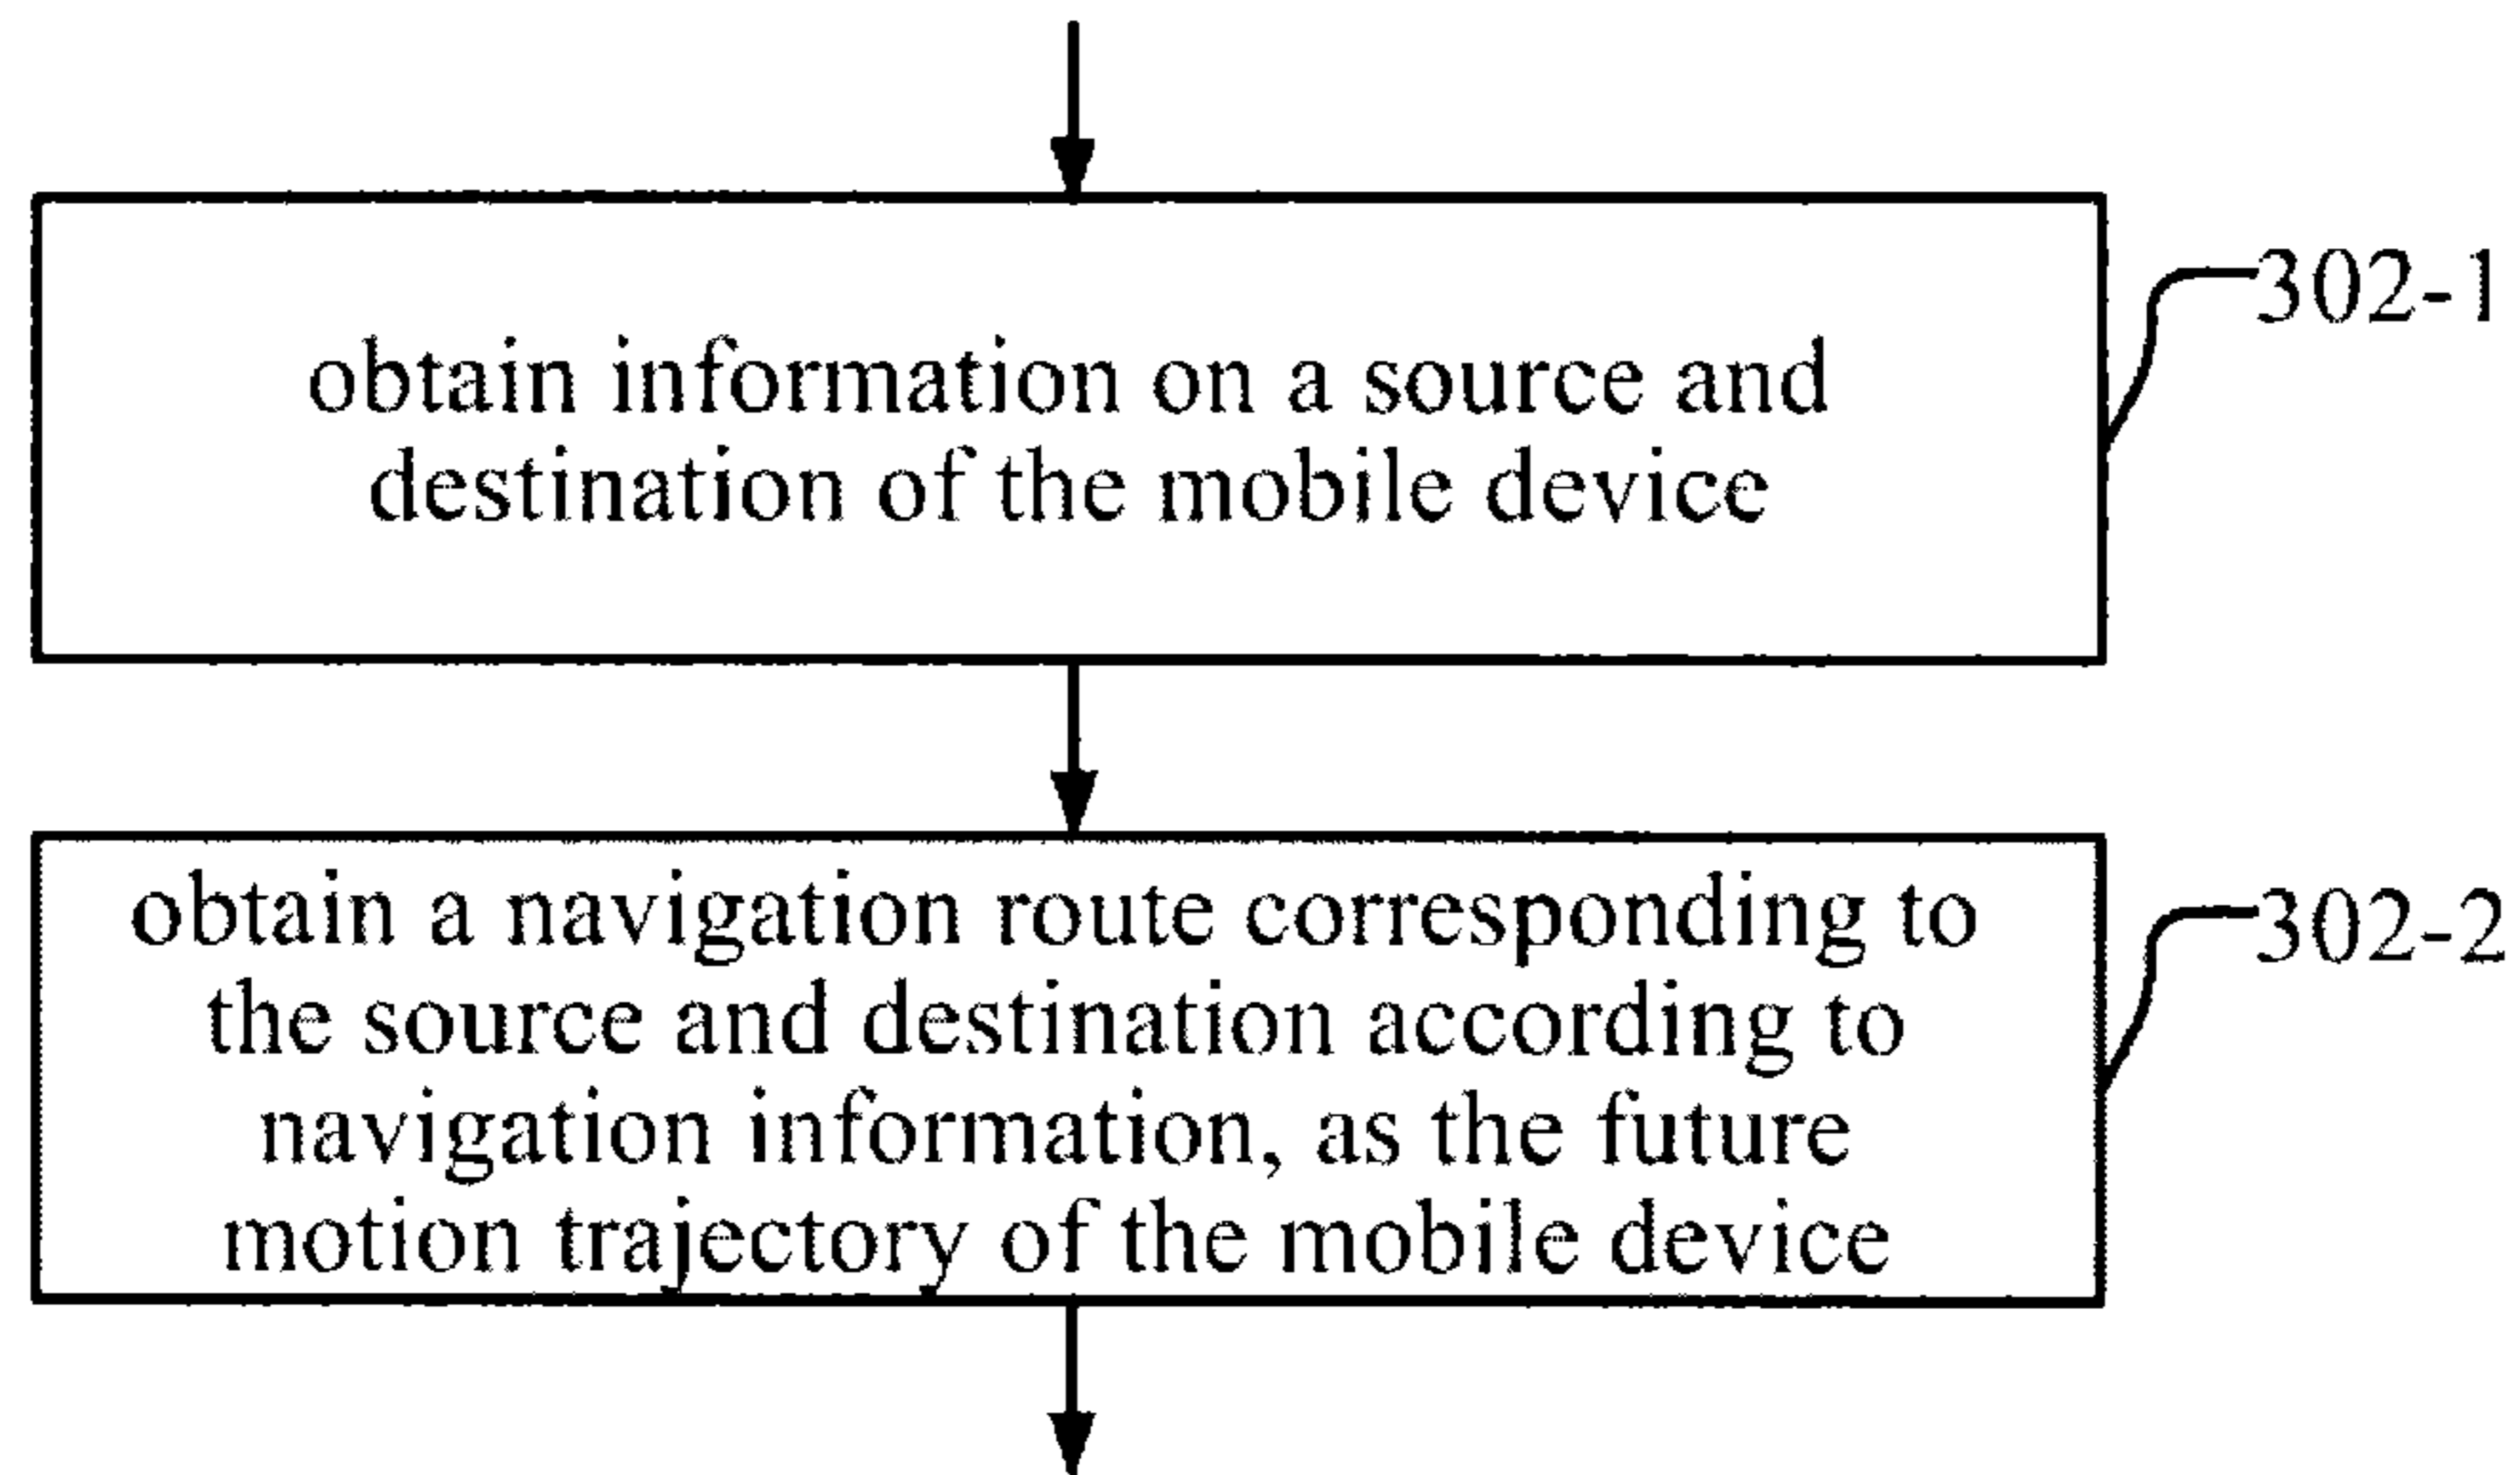 302-1
obtain information on a source and
destination of the mobile device
obtain a navigation route corresponding to
the source and destination according to
navigation information, as the future
motion trajectory of the mobile device
302-2